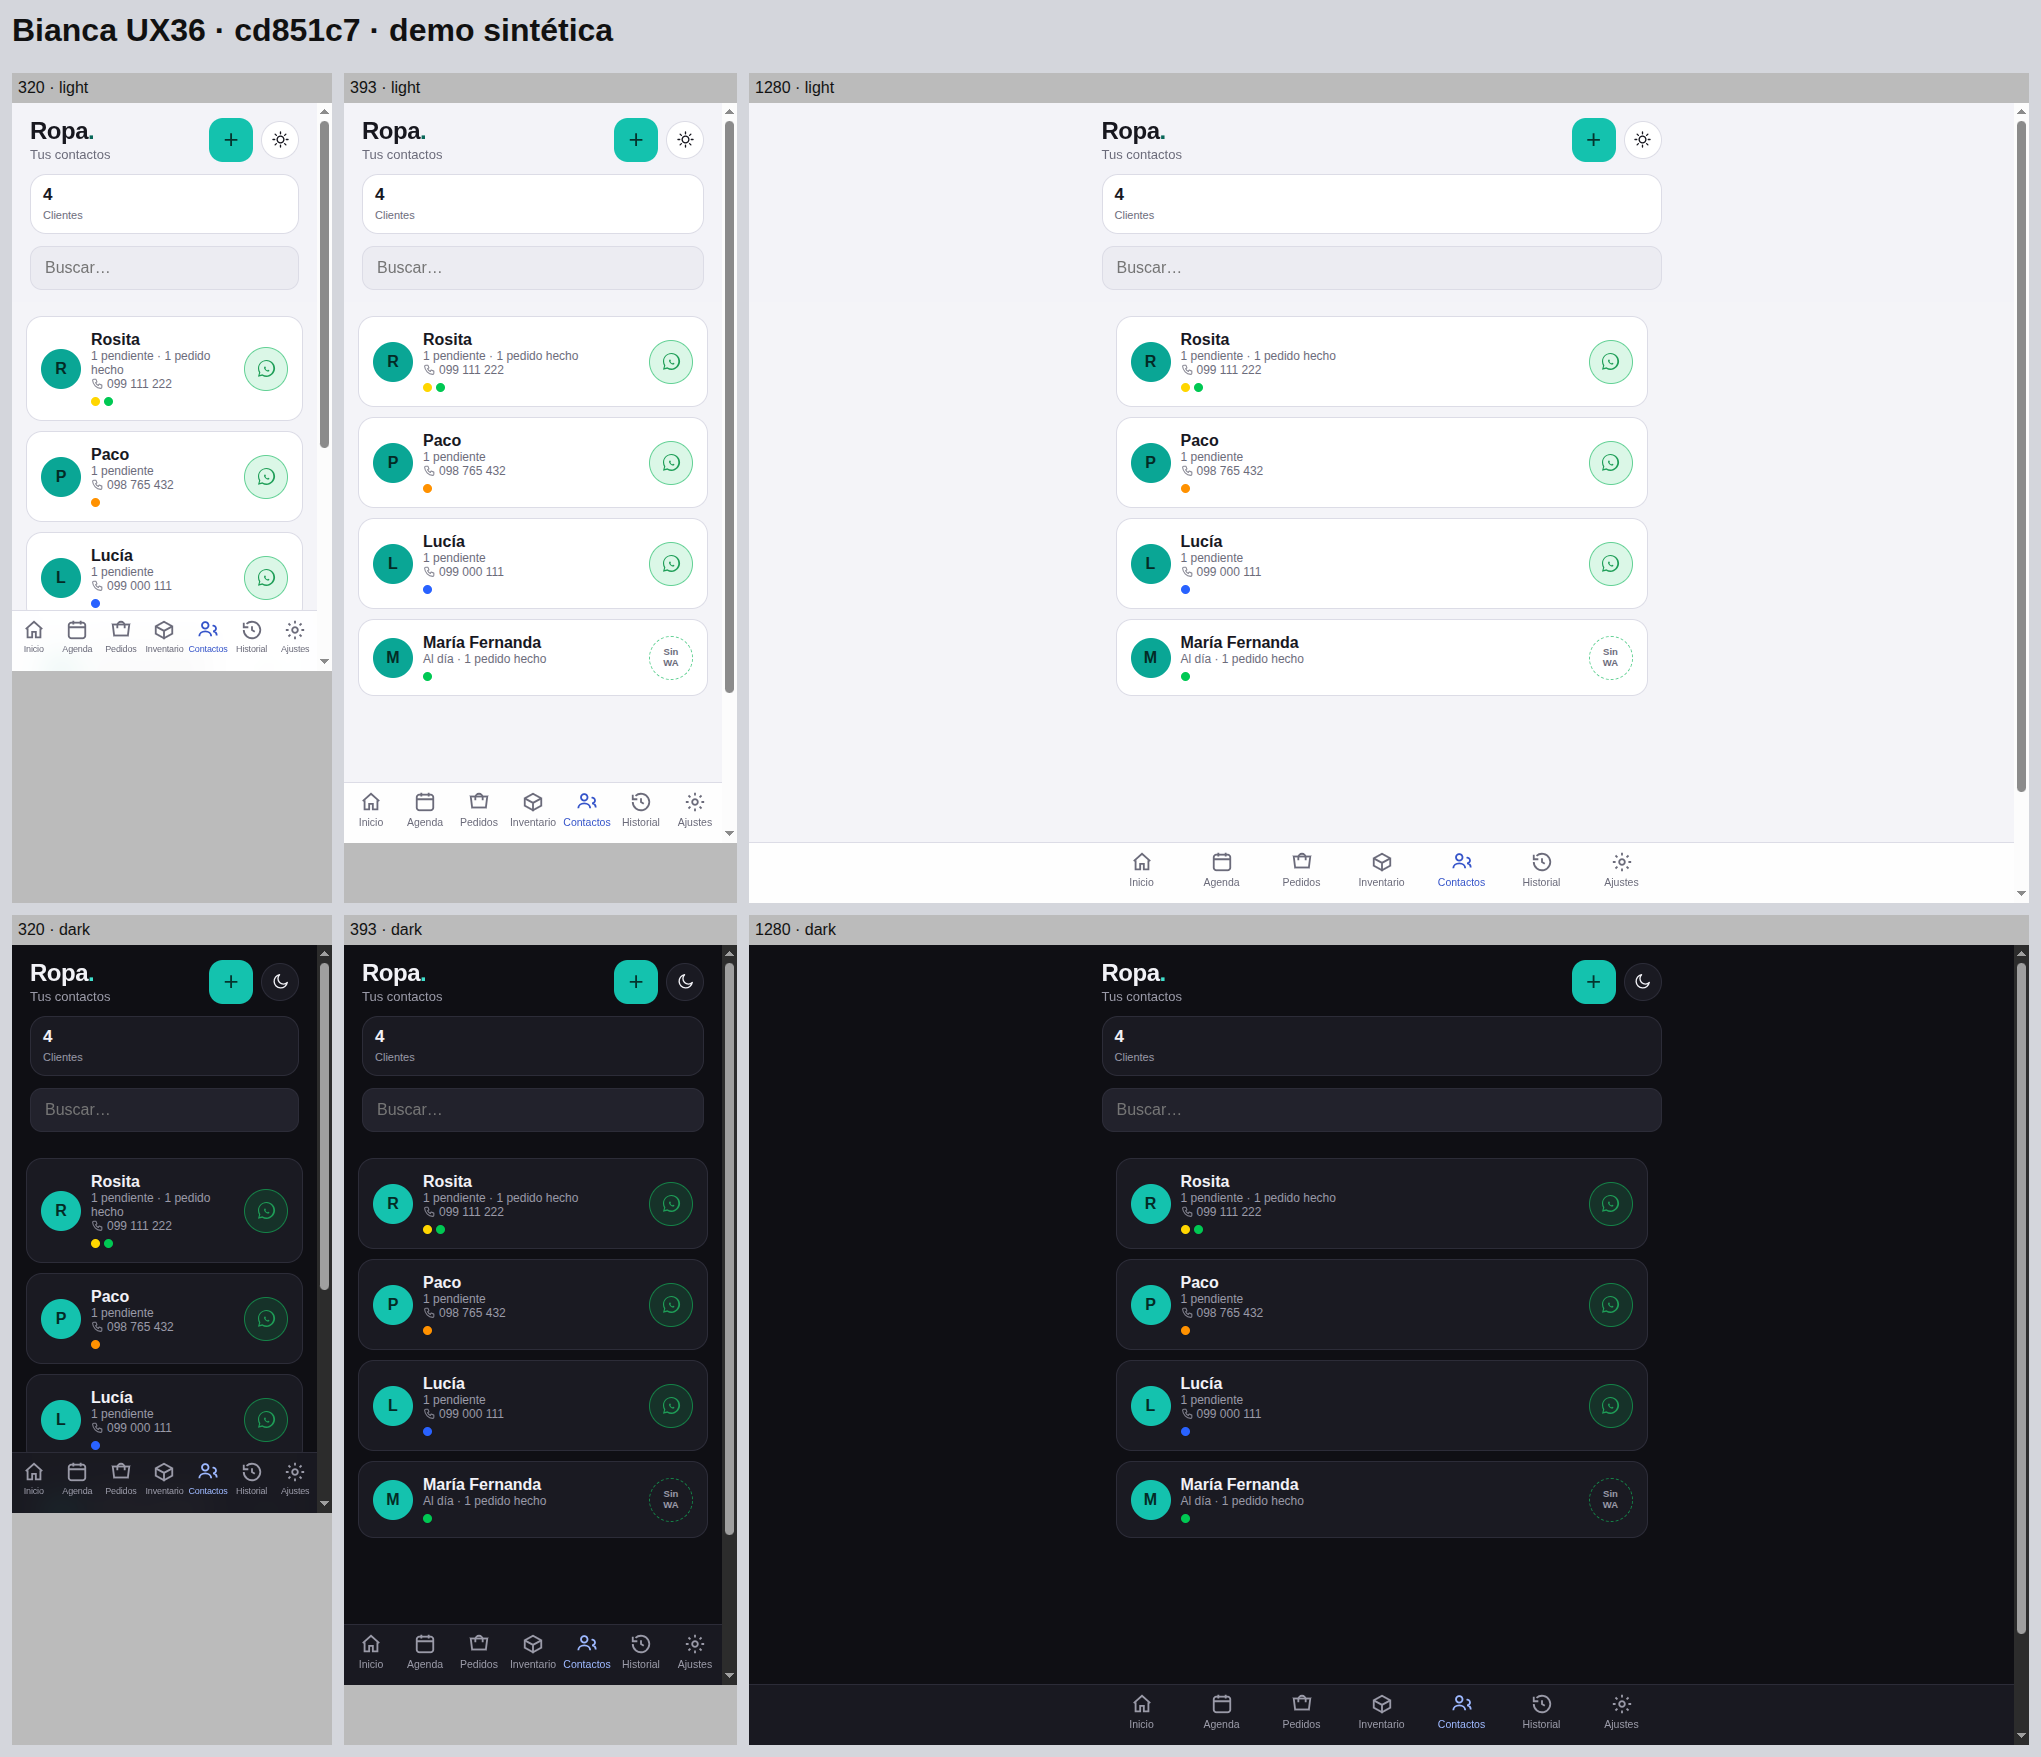 Bianca UX36 · cd851c7 · demo sintética
320 · light
Ropa.
Tus contactos
+
4
Clientes
Buscar…
R
Rosita
1 pendiente · 1 pedido
hecho
099 111 222
P
Paco
1 pendiente
098 765 432
L
Lucía
1 pendiente
099 000 111
Inicio Agenda Pedidos Inventario Contactos Historial Ajustes
393 · light
Ropa.
Tus contactos
+
4
Clientes
Buscar…
R
Rosita
1 pendiente · 1 pedido hecho
099 111 222
P
Paco
1 pendiente
098 765 432
L
Lucía
1 pendiente
099 000 111
M
María Fernanda
Al día · 1 pedido hecho
Sin
WA
Inicio Agenda Pedidos Inventario Contactos Historial Ajustes
1280 · light
Ropa.
Tus contactos
+
4
Clientes
Buscar…
R
Rosita
1 pendiente · 1 pedido hecho
099 111 222
P
Paco
1 pendiente
098 765 432
L
Lucía
1 pendiente
099 000 111
M
María Fernanda
Al día · 1 pedido hecho
Sin
WA
Inicio Agenda Pedidos Inventario Contactos Historial Ajustes
320 · dark
Ropa.
Tus contactos
+
4
Clientes
Buscar…
R
Rosita
1 pendiente · 1 pedido
hecho
099 111 222
P
Paco
1 pendiente
098 765 432
L
Lucía
1 pendiente
099 000 111
Inicio Agenda Pedidos Inventario Contactos Historial Ajustes
393 · dark
Ropa.
Tus contactos
+
4
Clientes
Buscar…
R
Rosita
1 pendiente · 1 pedido hecho
099 111 222
P
Paco
1 pendiente
098 765 432
L
Lucía
1 pendiente
099 000 111
M
María Fernanda
Al día · 1 pedido hecho
Sin
WA
Inicio Agenda Pedidos Inventario Contactos Historial Ajustes
1280 · dark
Ropa.
Tus contactos
+
4
Clientes
Buscar…
R
Rosita
1 pendiente · 1 pedido hecho
099 111 222
P
Paco
1 pendiente
098 765 432
L
Lucía
1 pendiente
099 000 111
M
María Fernanda
Al día · 1 pedido hecho
Sin
WA
Inicio Agenda Pedidos Inventario Contactos Historial Ajustes